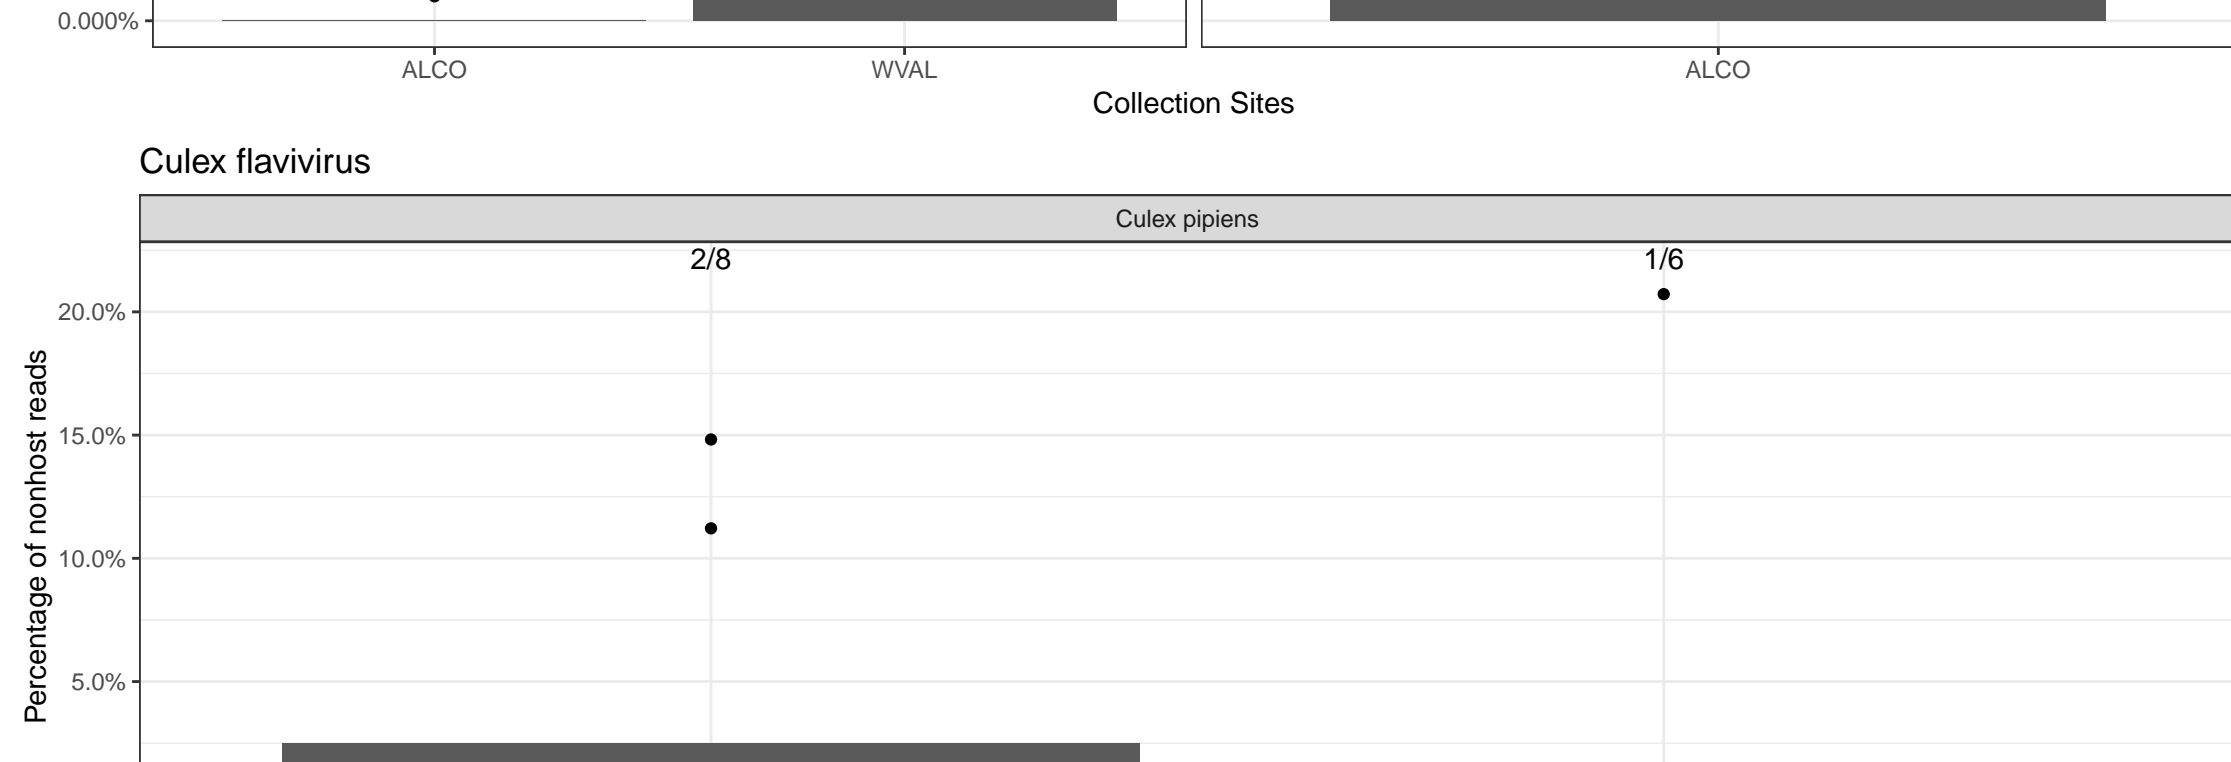 0.000%
ALCO WVAL ALCO
Collection Sites
Culex flavivirus
Culex pipiens
2/8 1/6
20.0%
15.0%
10.0%
5.0%
Percentage of nonhost reads